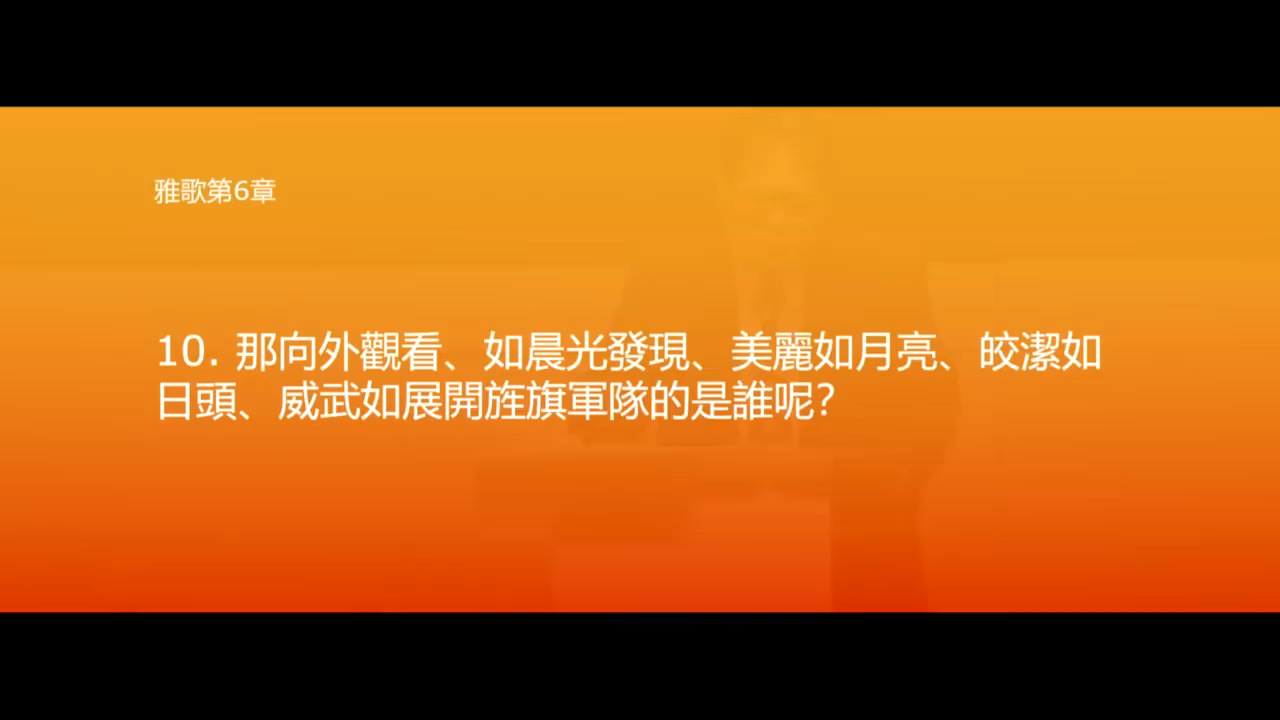 雅歌第6章
10. 那向外觀看、如晨光發現、美麗如月亮、皎潔如
日頭、威武如展開旌旗軍隊的是誰呢?